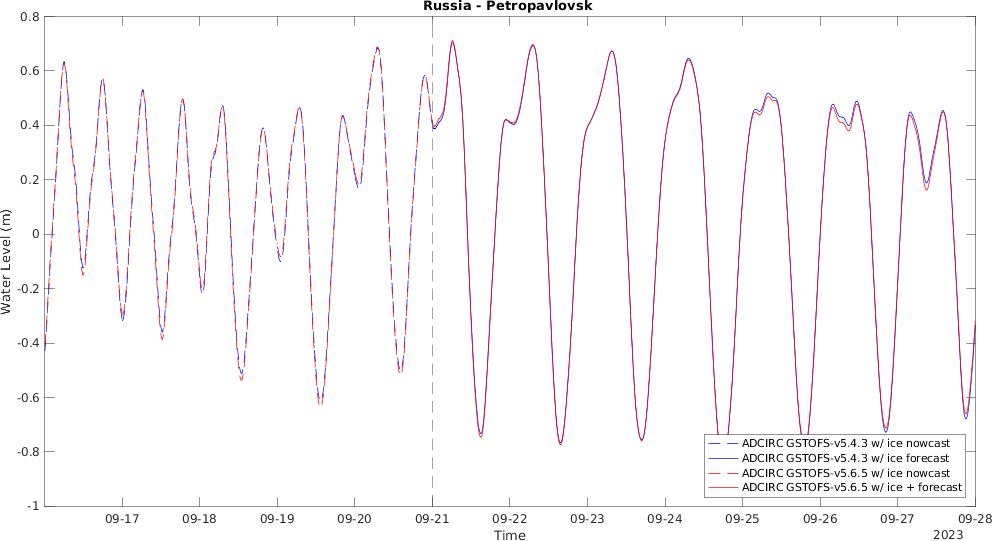 Russia - Petropavlovsk
Water Level (m)
0.8
0.6
0.4
0.2
0
-0.2
-0.4
-0.6
-0.8
-1
ADCIRC GSTOFS-v5.4.3 w/ ice nowcast
ADCIRC GSTOFS-v5.4.3 w/ ice forecast
ADCIRC GSTOFS-v5.6.5 w/ ice nowcast
ADCIRC GSTOFS-v5.6.5 w/ ice + forecast
09-17 09-18 09-19 09-20 09-21 09-22 09-23 09-24 09-25 09-26 09-27 09-28
Time
2023